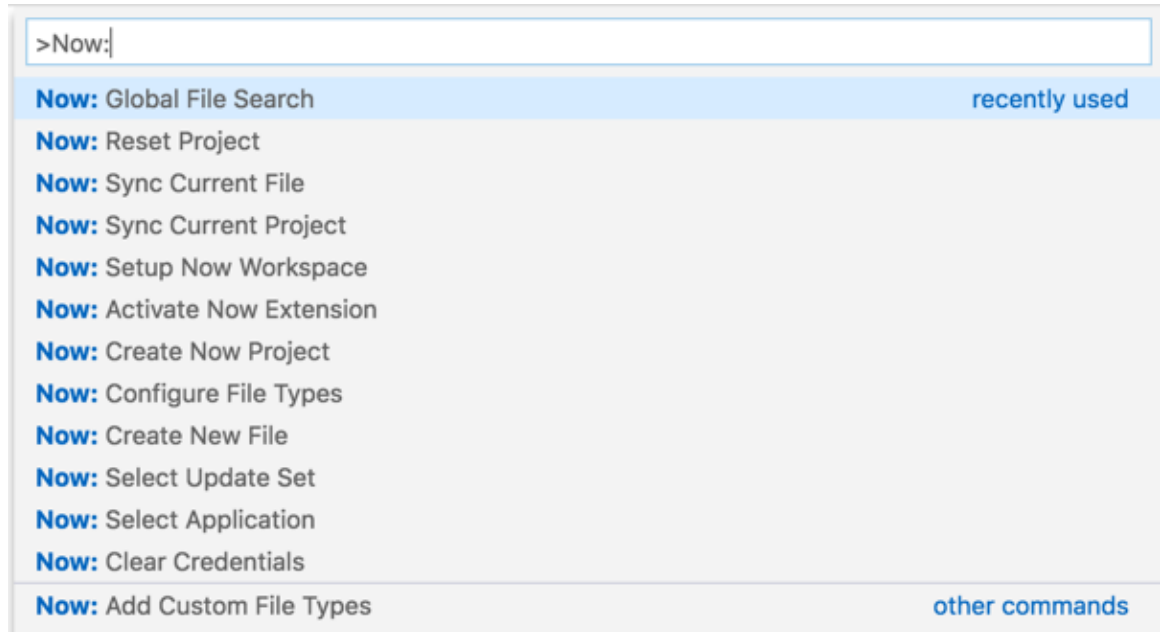 >Now:
Now: Global File Search recently used
Now: Reset Project
Now: Sync Current File
Now: Sync Current Project
Now: Setup Now Workspace
Now: Activate Now Extension
Now: Create Now Project
Now: Configure File Types
Now: Create New File
Now: Select Update Set
Now: Select Application
Now: Clear Credentials
Now: Add Custom File Types other commands